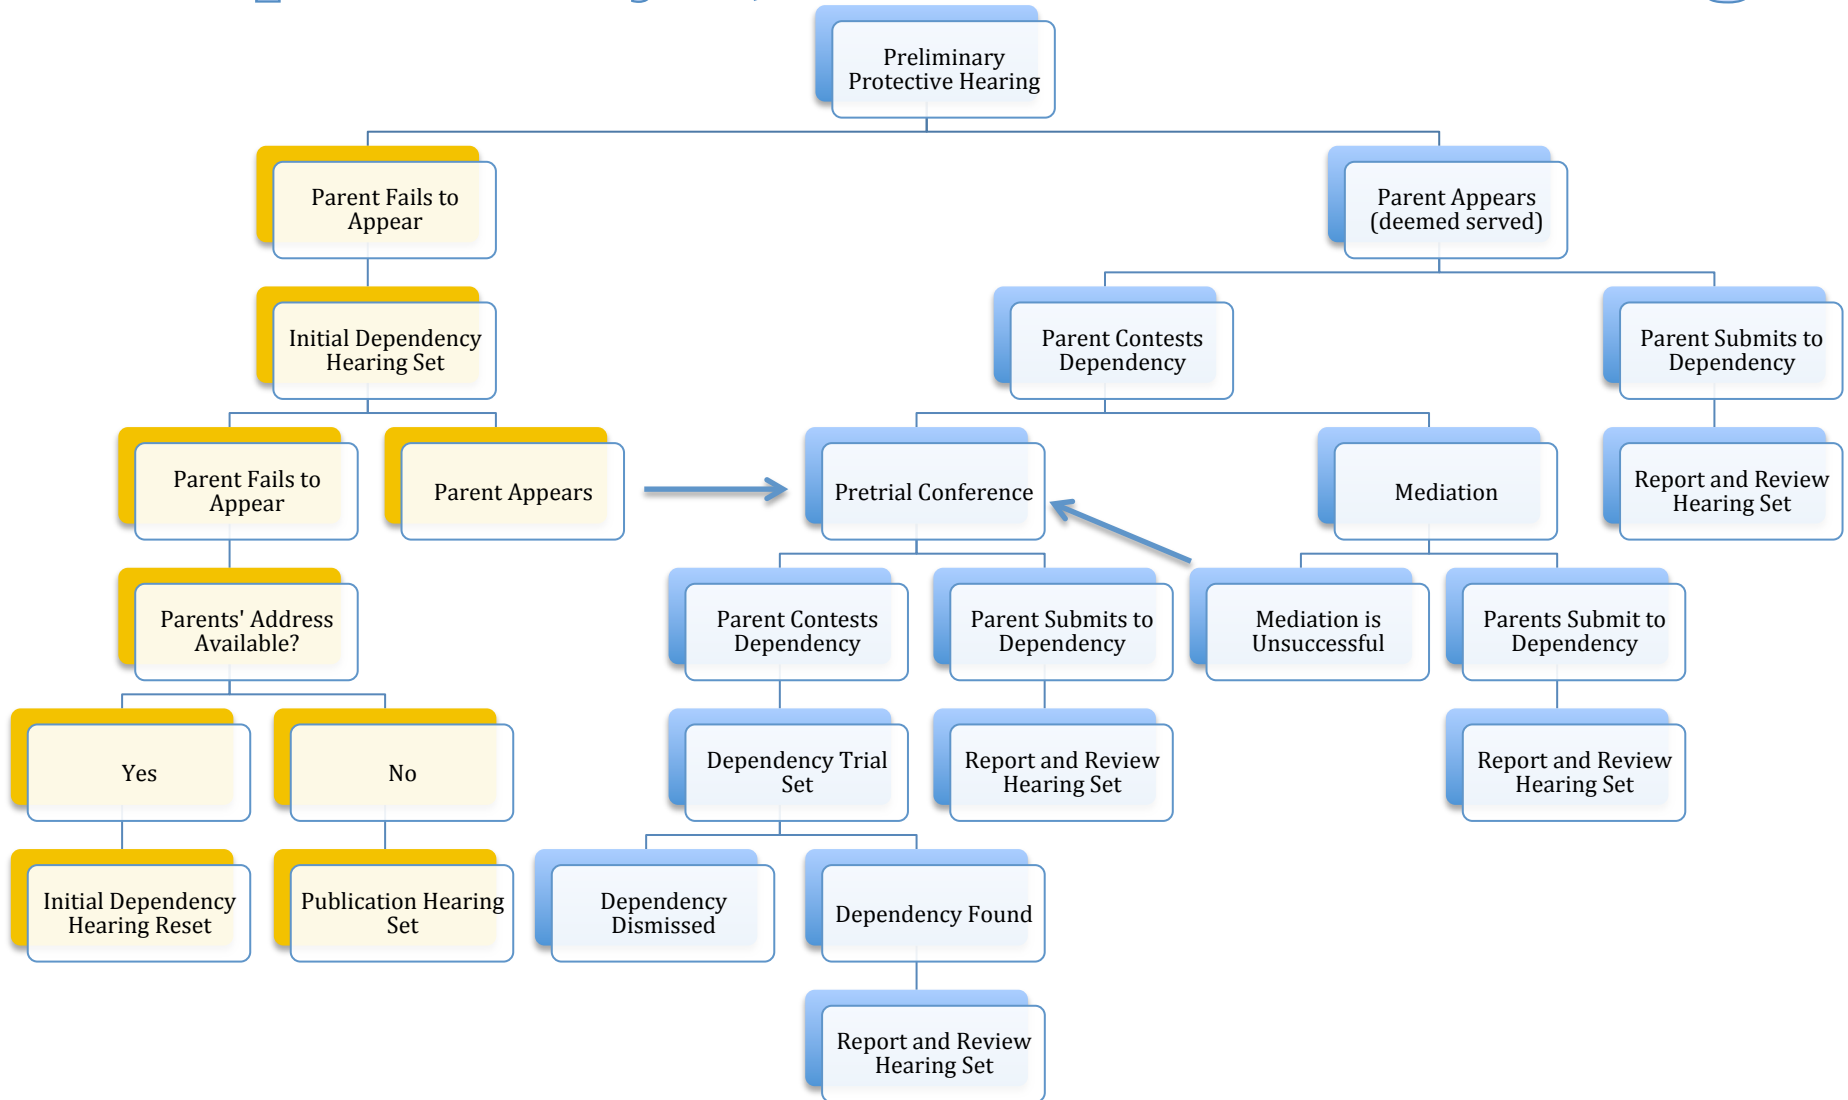 Preliminary
Protective Hearing
Parent Fails to
Appear
Parent Appears
(deemed served)
Initial Dependency
Hearing Set
Parent Contests
Dependency
Parent Submits to
Dependency
Parent Fails to
Appear
Parent Appears
Pretrial Conference
Mediation
Report and Review
Hearing Set
Parents' Address
Available?
Parent Contests
Dependency
Parent Submits to
Dependency
Mediation is
Unsuccessful
Parents Submit to
Dependency
Yes
No
Dependency Trial
Set
Report and Review
Hearing Set
Report and Review
Hearing Set
Initial Dependency
Hearing Reset
Publication Hearing
Set
Dependency
Dismissed
Dependency Found
Report and Review
Hearing Set